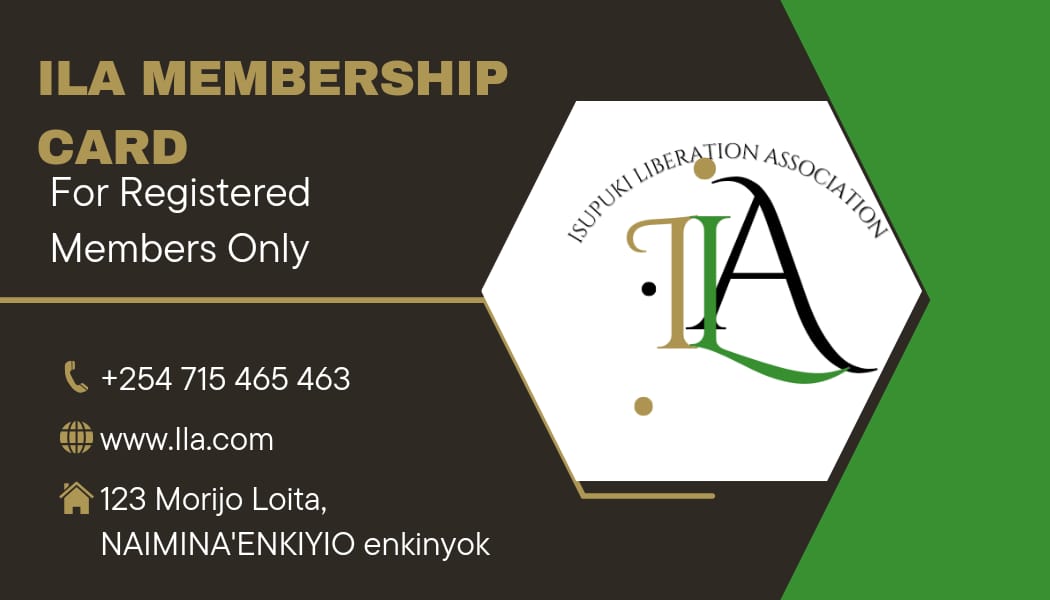 ILA MEMBERSHIP
CARD
For Registered
Members Only
ISUPUKI LIBERATION ASSOCIATION
ILA
+254 715 465 463
www.Ila.com
123 Morijo Loita,
NAIMINA'ENKIYIO enkinyok